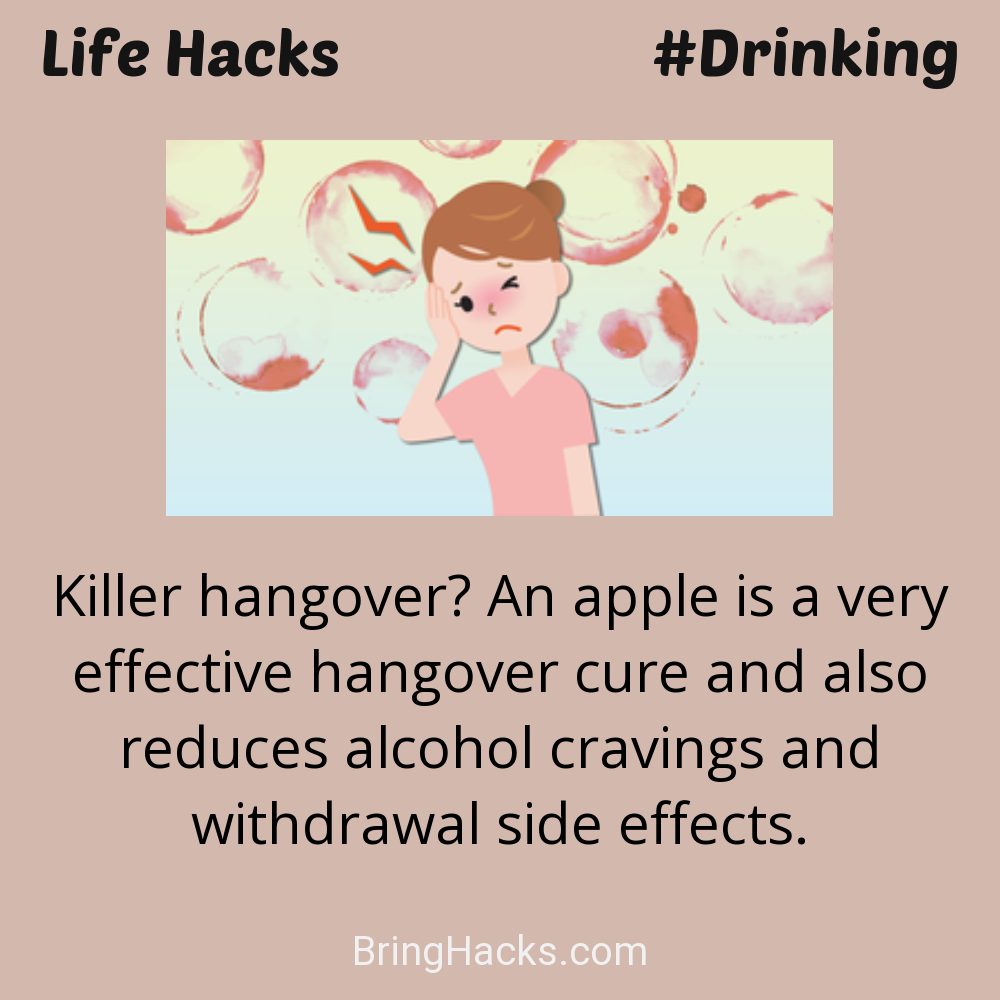 Life Hacks
#Drinking
Killer hangover? An apple is a very
effective hangover cure and also
reduces alcohol cravings and
withdrawal side effects.
BringHacks.com